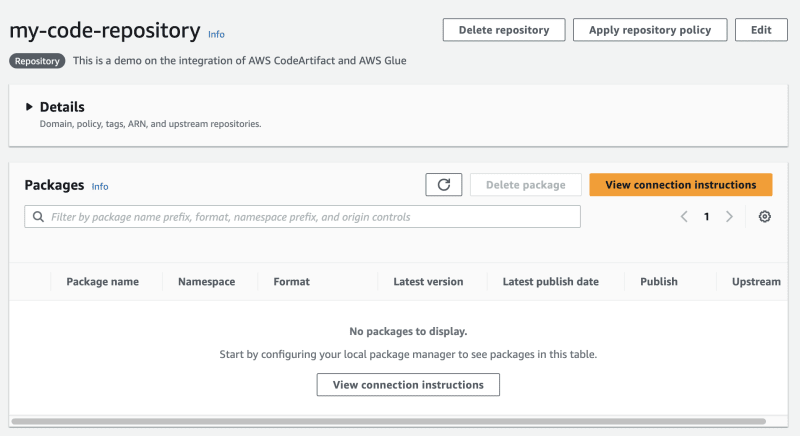 my-code-repository Info
Delete repository Apply repository policy Edit
Repository This is a demo on the integration of AWS CodeArtifact and AWS Glue
Details
Domain, policy, tags, ARN, and upstream repositories.
Packages Info
Delete package View connection instructions
Filter by package name prefix, format, namespace prefix, and origin controls
1
Package name Namespace Format Latest version Latest publish date Publish Upstream
No packages to display.
Start by configuring your local package manager to see packages in this table.
View connection instructions